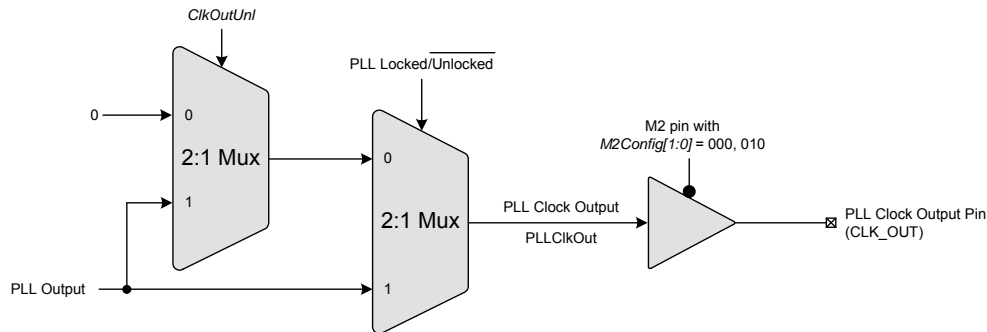 ClkOutUnl
PLL Locked/Unlocked
0
0
2:1 Mux
1
0
2:1 Mux
1
M2 pin with
M2Config[1:0] = 000, 010
PLL Clock Output
PLLClkOut
PLL Clock Output Pin
(CLK_OUT)
PLL Output